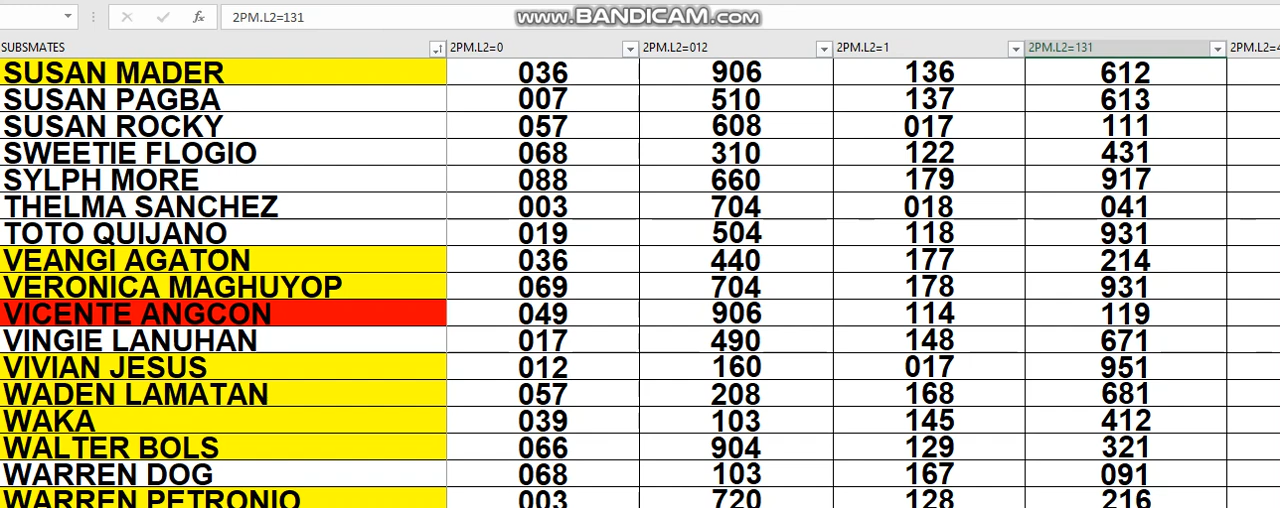 2PM.L2=131
www.BANDICAM.com
SUBSMATES 2PM.L2=0 2PM.L2=012 2PM.L2=1 2PM.L2=131 2PM.L2=4
SUSAN MADER 036 906 136 612
SUSAN PAGBA 007 510 137 613
SUSAN ROCKY 057 608 017 111
SWEETIE FLOGIO 068 310 122 431
SYLPH MORE 088 660 179 917
THELMA SANCHEZ 003 704 018 041
TOTO QUIJANO 019 504 118 931
VEANGI AGATON 036 440 177 214
VERONICA MAGHUYOP 069 704 178 931
VICENTE ANGCON 049 906 114 119
VINGIE LANUHAN 017 490 148 671
VIVIAN JESUS 012 160 017 951
WADEN LAMATAN 057 208 168 681
WAKA 039 103 145 412
WALTER BOLS 066 904 129 321
WARREN DOG 068 103 167 091
WARREN PETRONIO 003 720 128 216